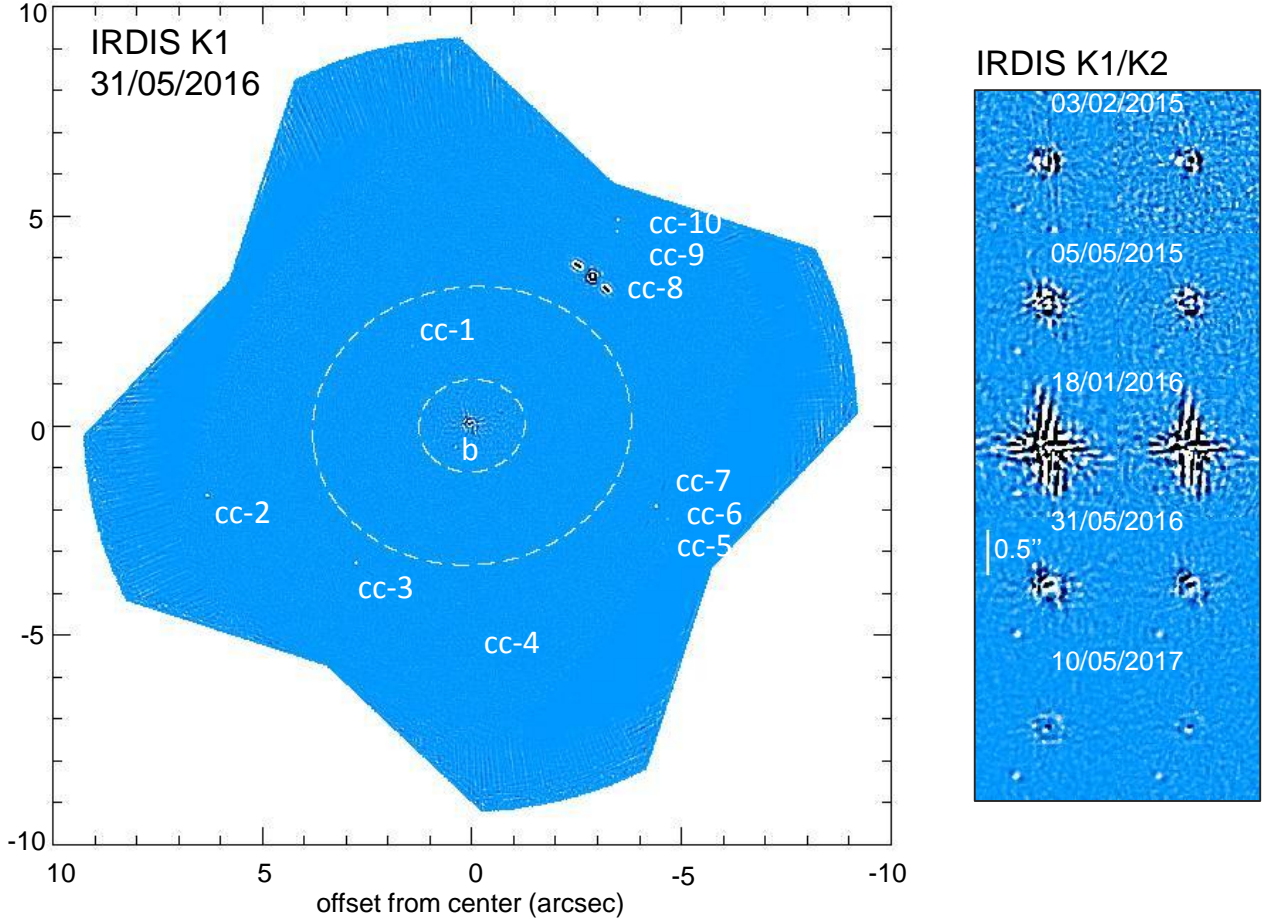 IRDIS K1
31/05/2016
10
5
0
-5
-10
10
5
0
-5
-10
offset from center (arcsec)
cc-10
cc-9
cc-8
cc-1
b
cc-7
cc-6
cc-5
cc-2
cc-3
cc-4
IRDIS K1/K2
03/02/2015
05/05/2015
18/01/2016
31/05/2016
0.5’’
10/05/2017